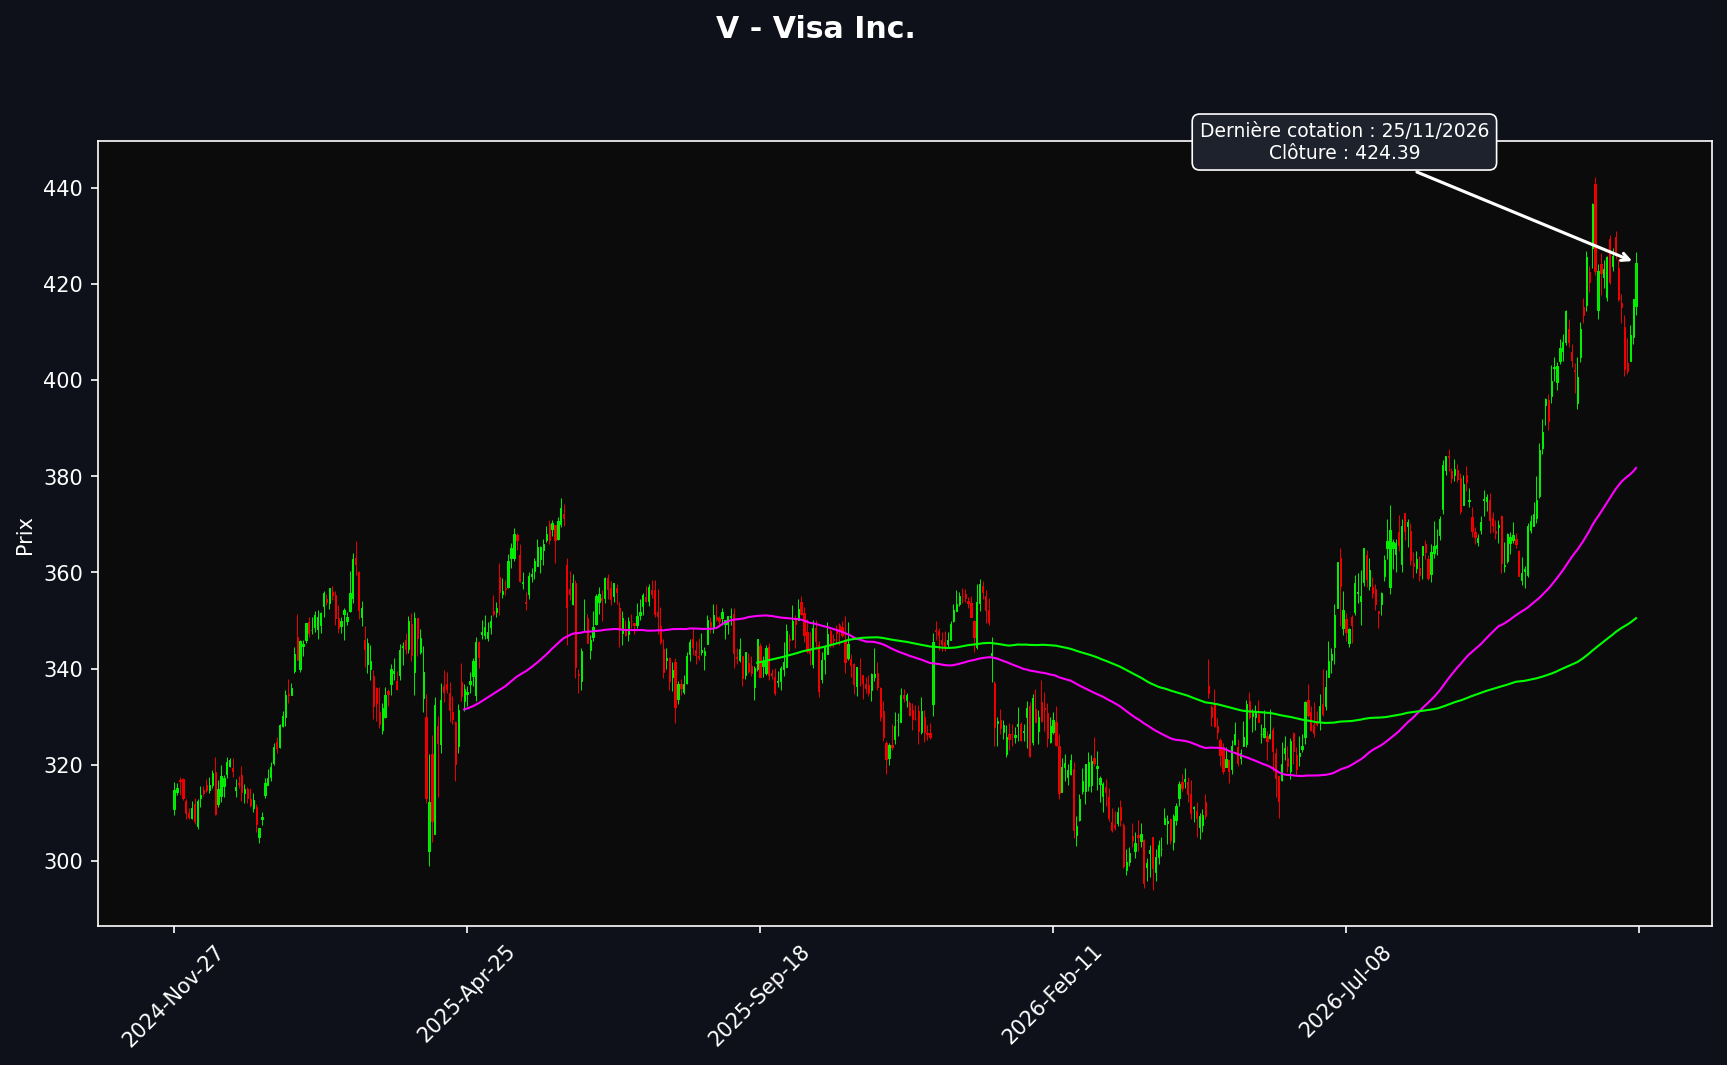 V - Visa Inc.
Dernière cotation : 25/11/2026
Clôture : 424.39
440
420
400
380
360
340
320
300
Prix
2024-Nov-27
2025-Apr-25
2025-Sep-18
2026-Feb-11
2026-Jul-08